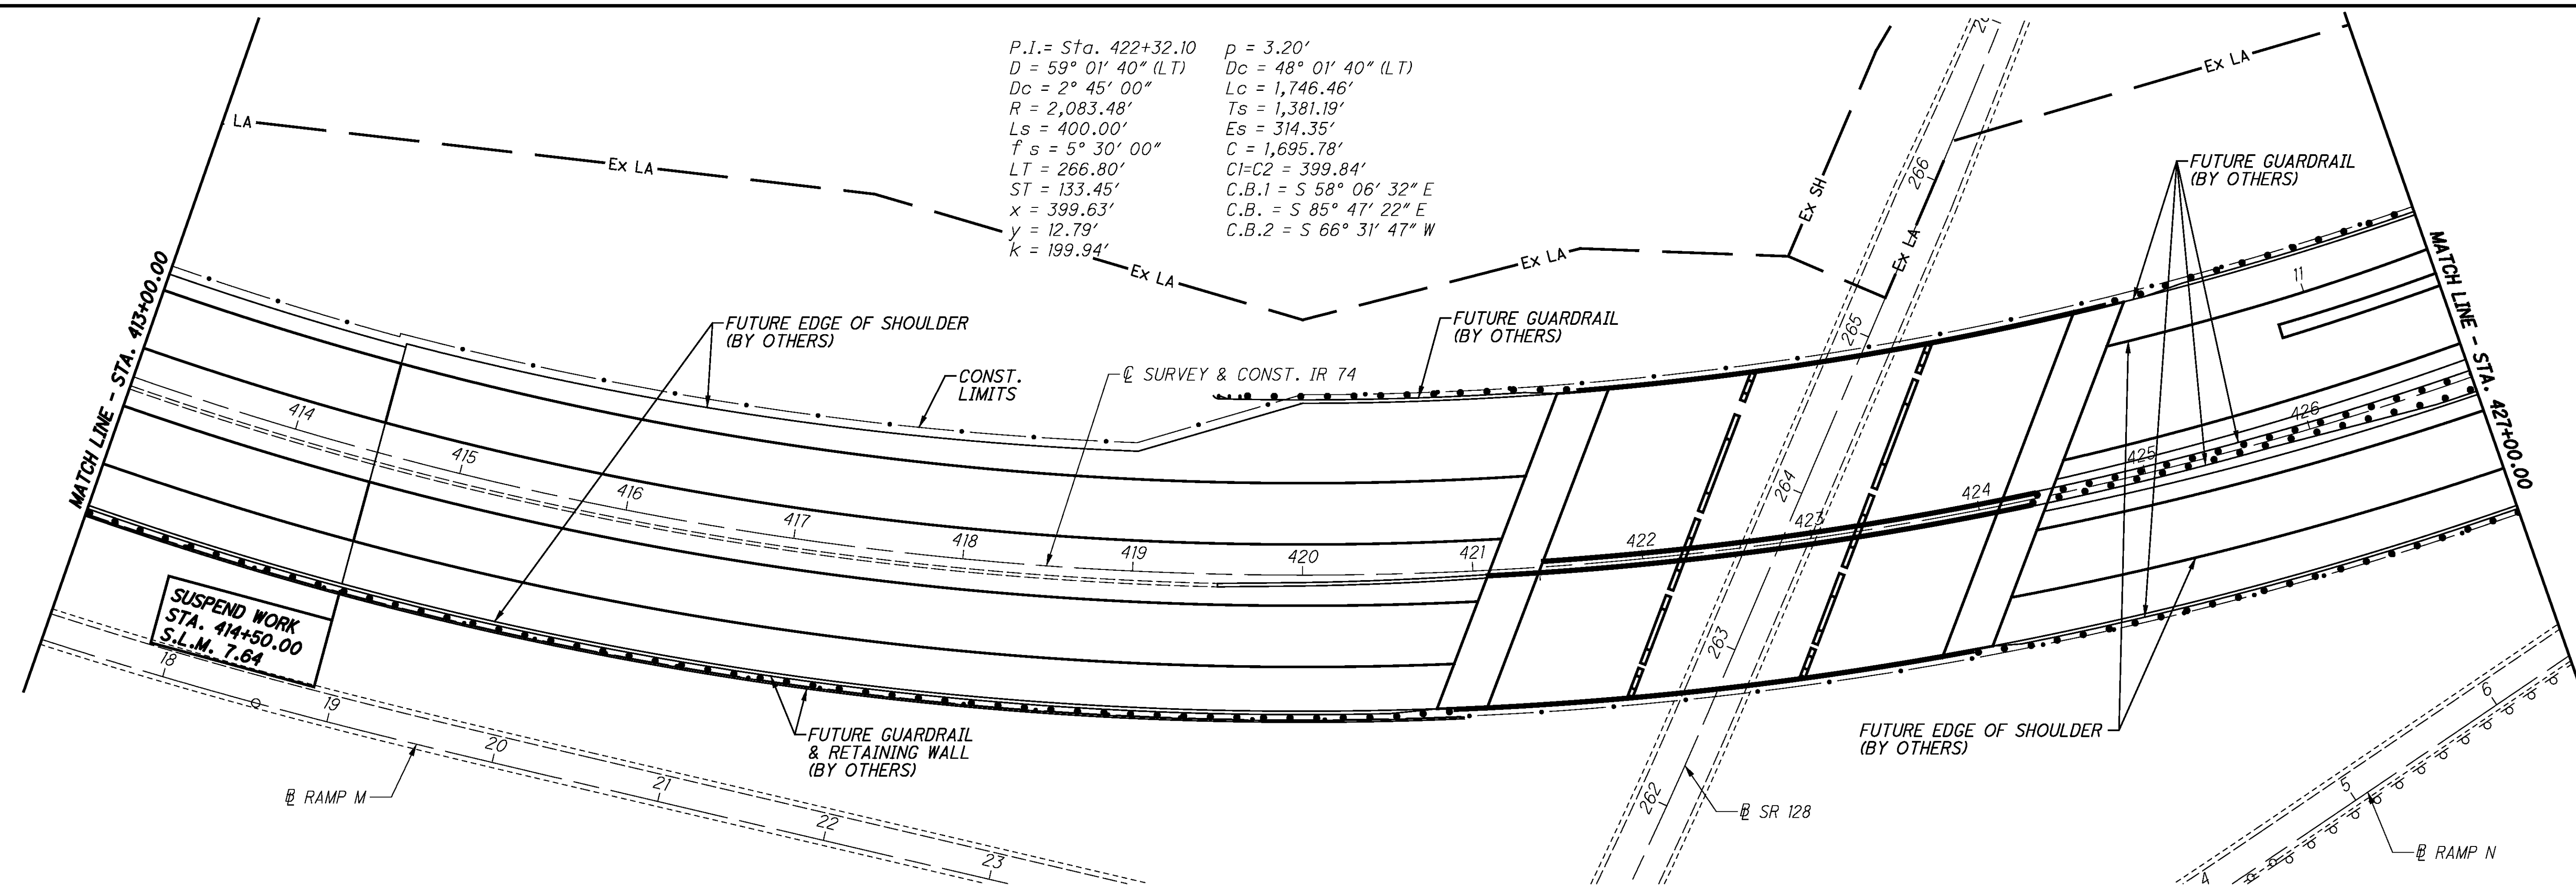 P.I.= Sta. 422+32.10
D = 59° 01' 40" (LT)
Dc = 2° 45' 00"
R = 2,083.48'
Ls = 400.00'
f s = 5° 30' 00"
LT = 266.80'
ST = 133.45'
x = 399.63'
y = 12.79'
k = 199.94'
p = 3.20'
Dc = 48° 01' 40" (LT)
Lc = 1,746.46'
Ts = 1,381.19'
Es = 314.35'
C = 1,695.78'
C1=C2 = 399.84'
C.B.1 = S 58° 06' 32" E
C.B. = S 85° 47' 22" E
C.B.2 = S 66° 31' 47" W
LA
Ex LA
Ex LA
Ex LA
Ex SH
Ex LA
Ex LA
MATCH LINE - STA. 413+00.00
MATCH LINE - STA. 427+00.00
FUTURE EDGE OF SHOULDER
(BY OTHERS)
CONST.
LIMITS
℄ SURVEY & CONST. IR 74
FUTURE GUARDRAIL
(BY OTHERS)
FUTURE GUARDRAIL
(BY OTHERS)
414
415
416
417
418
419
420
421
422
423
424
425
426
11
266
265
264
263
262
SUSPEND WORK
STA. 414+50.00
S.L.M. 7.64
18
19
20
21
22
23
FUTURE GUARDRAIL
& RETAINING WALL
(BY OTHERS)
FUTURE EDGE OF SHOULDER
(BY OTHERS)
BL RAMP M
BL SR 128
BL RAMP N
6
5
4